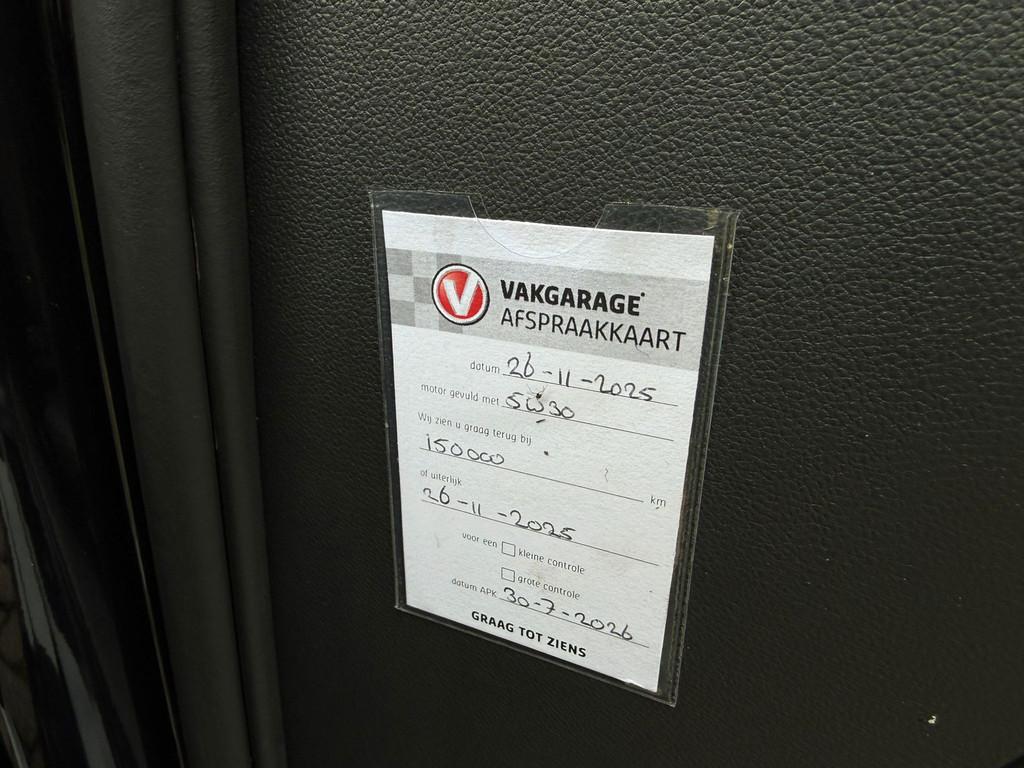 V VAKGARAGE
AFSPRAAKKAART
datum 26-11-2025
motor gevuld met 5W30
Wij zien u graag terug bij
150000 km
of uiterlijk
26-11-2025
voor een kleine controle
grote controle
datum APK 30-7-2026
GRAAG TOT ZIENS